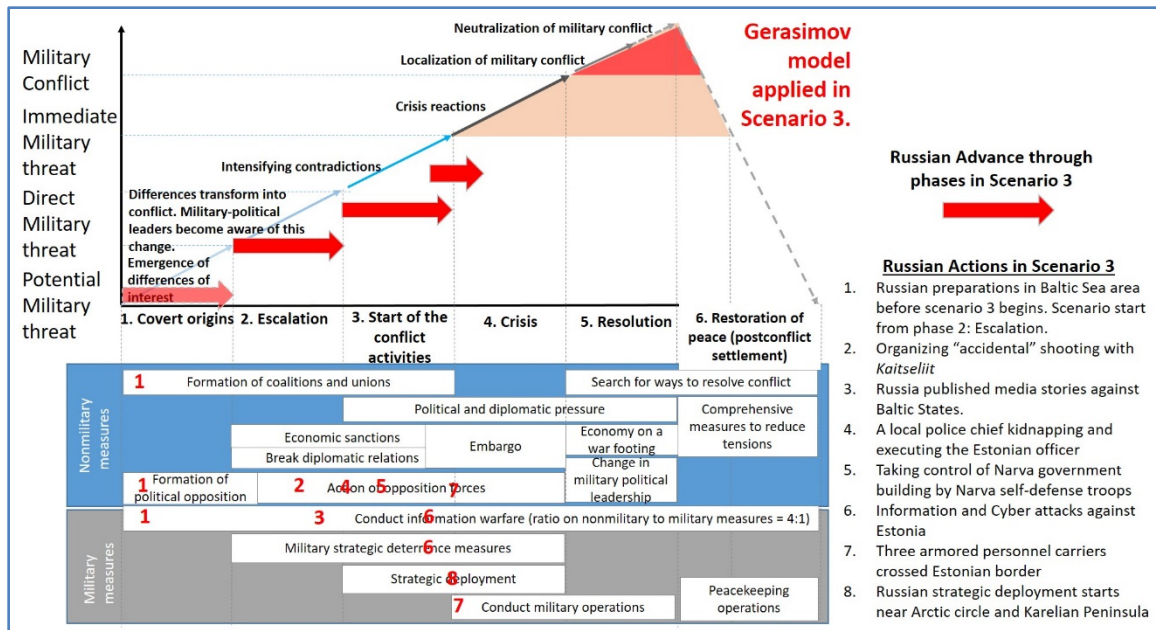 Neutralization of military conflict
Gerasimov
model
applied in
Scenario 3.
Military
Conflict
Localization of military conflict
Crisis reactions
Immediate
Military
threat
Intensifying contradictions
Direct
Military
threat
Differences transform into
conflict. Military-political
leaders become aware of this
change.
Emergence of
differences of
interest
Potential
Military
threat
Russian Advance through
phases in Scenario 3
1. Covert origins
2. Escalation
3. Start of the
conflict
activities
4. Crisis
5. Resolution
6. Restoration of
peace (postconflict
settlement)
Nonmilitary
measures
1
Formation of coalitions and unions
Search for ways to resolve conflict
Political and diplomatic pressure
Comprehensive
measures to reduce
tensions
Economic sanctions
Break diplomatic relations
Embargo
Economy on a
war footing
Change in
military political
leadership
1
Formation of
political opposition
2
4
5
7
Action of opposition forces
Military
measures
1
3
6
Conduct information warfare (ratio on nonmilitary to military measures = 4:1)
6
Military strategic deterrence measures
8
Strategic deployment
7
Conduct military operations
Peacekeeping
operations
Russian Actions in Scenario 3
1. Russian preparations in Baltic Sea area
before scenario 3 begins. Scenario start
from phase 2: Escalation.
2. Organizing “accidental” shooting with
Kaitseliit
3. Russia published media stories against
Baltic States.
4. A local police chief kidnapping and
executing the Estonian officer
5. Taking control of Narva government
building by Narva self-defense troops
6. Information and Cyber attacks against
Estonia
7. Three armored personnel carriers
crossed Estonian border
8. Russian strategic deployment starts
near Arctic circle and Karelian Peninsula